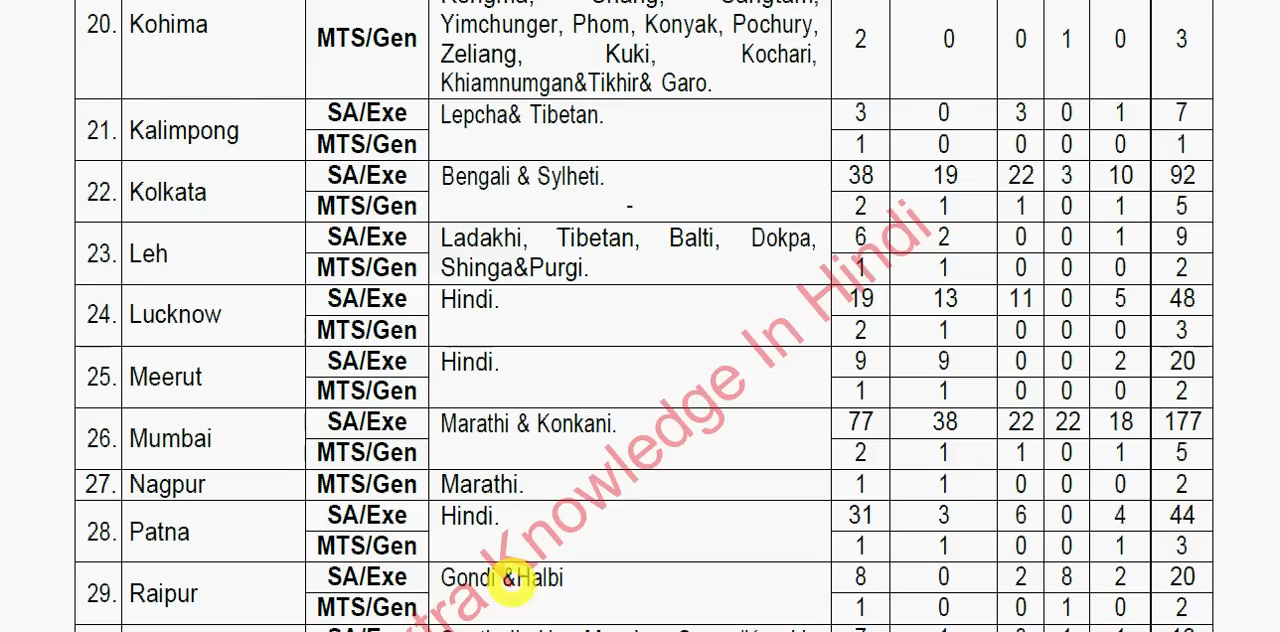 20. Kohima MTS/Gen
Yimchunger, Phom, Konyak, Pochury,
Zeliang, Kuki, Kochari,
Khiamnumgan&Tikhir& Garo.
2 0 0 1 0 3
21. Kalimpong SA/Exe Lepcha& Tibetan. 3 0 3 0 1 7
MTS/Gen 1 0 0 0 0 1
22. Kolkata SA/Exe Bengali & Sylheti. 38 19 22 3 10 92
MTS/Gen - 2 1 1 0 1 5
23. Leh SA/Exe Ladakhi, Tibetan, Balti, Dokpa, 6 2 0 0 1 9
MTS/Gen Shinga&Purgi. 1 1 0 0 0 2
24. Lucknow SA/Exe Hindi. 19 13 11 0 5 48
MTS/Gen 2 1 0 0 0 3
25. Meerut SA/Exe Hindi. 9 9 0 0 2 20
MTS/Gen 1 1 0 0 0 2
26. Mumbai SA/Exe Marathi & Konkani. 77 38 22 22 18 177
MTS/Gen 2 1 1 0 1 5
27. Nagpur MTS/Gen Marathi. 1 1 0 0 0 2
28. Patna SA/Exe Hindi. 31 3 6 0 4 44
MTS/Gen 1 1 0 0 1 3
29. Raipur SA/Exe Gondi &Halbi 8 0 2 8 2 20
MTS/Gen 1 0 0 1 0 2
Knowledge In Hindi